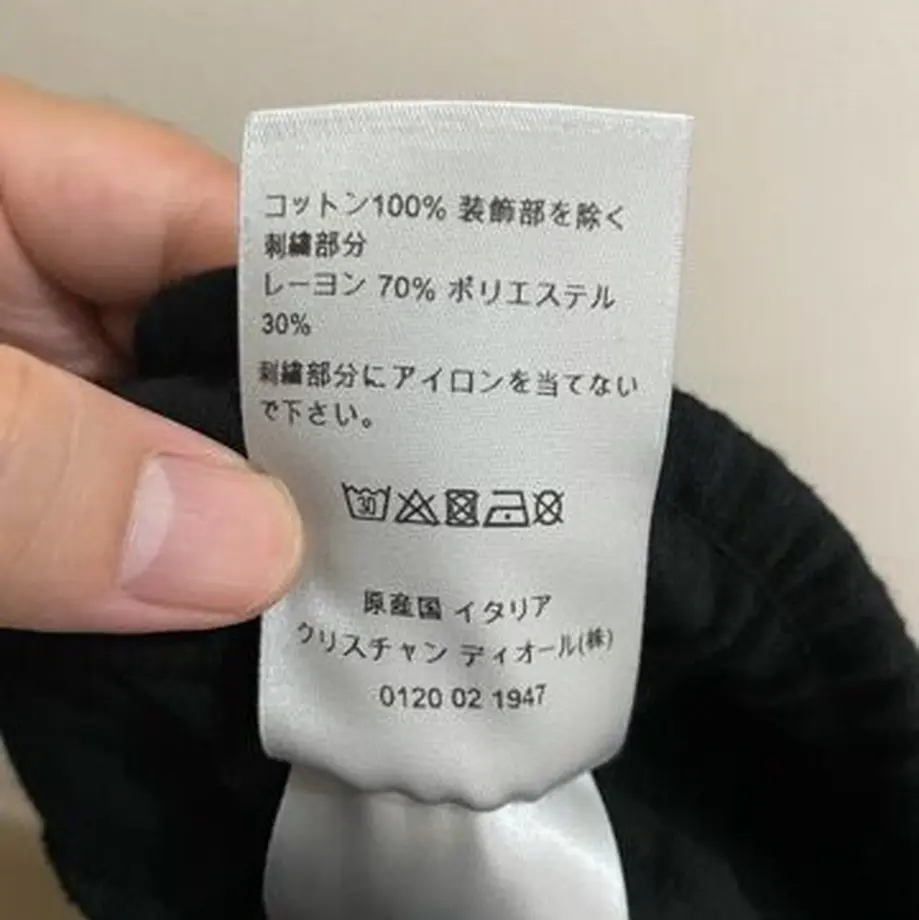 コットン100% 装飾部を除く
刺繍部分
レーヨン 70% ポリエステル
30%
刺繍部分にアイロンを当てない
で下さい。
30
原産国 イタリア
クリスチャン ディオール(株)
0120 02 1947